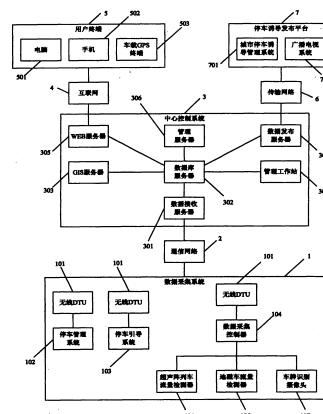 5
用户终端
502
503
电脑
手机
车载GPS
终端
501
7
停车诱导发布平台
城市停车诱
导管理系统
广播电视
系统
701
4
互联网
传输网络
6
306
3
中心控制系统
WEB服务器
管理
服务器
数据发布
服务器
305
303
GIS服务器
数据库
服务器
管理工作站
302
数据接收
服务器
301
通信网络
2
数据采集系统
1
101
101
101
无线DTU
无线DTU
无线DTU
停车管理
系统
停车引导
系统
数据采集
控制器
104
102
103
超声阵列车
流量检测器
地磁车流量
检测器
车牌识别
摄像头